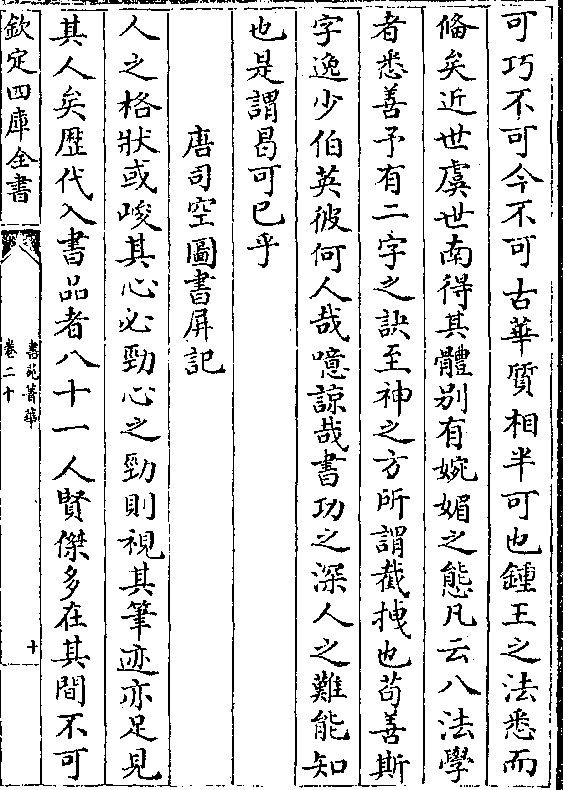 可巧不可今不可古華質相半可也鍾王之法悉而
偹矣近世虞世南得其體别有婉媚之態凡云八法學
者悉善予有二字之訣至神之方所謂截拽也茍善斯
字逸少伯英彼何人哉噫諒哉書功之深人之難能知
也是謂曷可已乎
唐司空圖書屏記
人之格狀或峻其心必勁心之勁則視其筆迹亦足見
其人矣歴代入書品者八十一人賢傑多在其間不可
欽定四庫全書
書苑菁華
卷二十
十